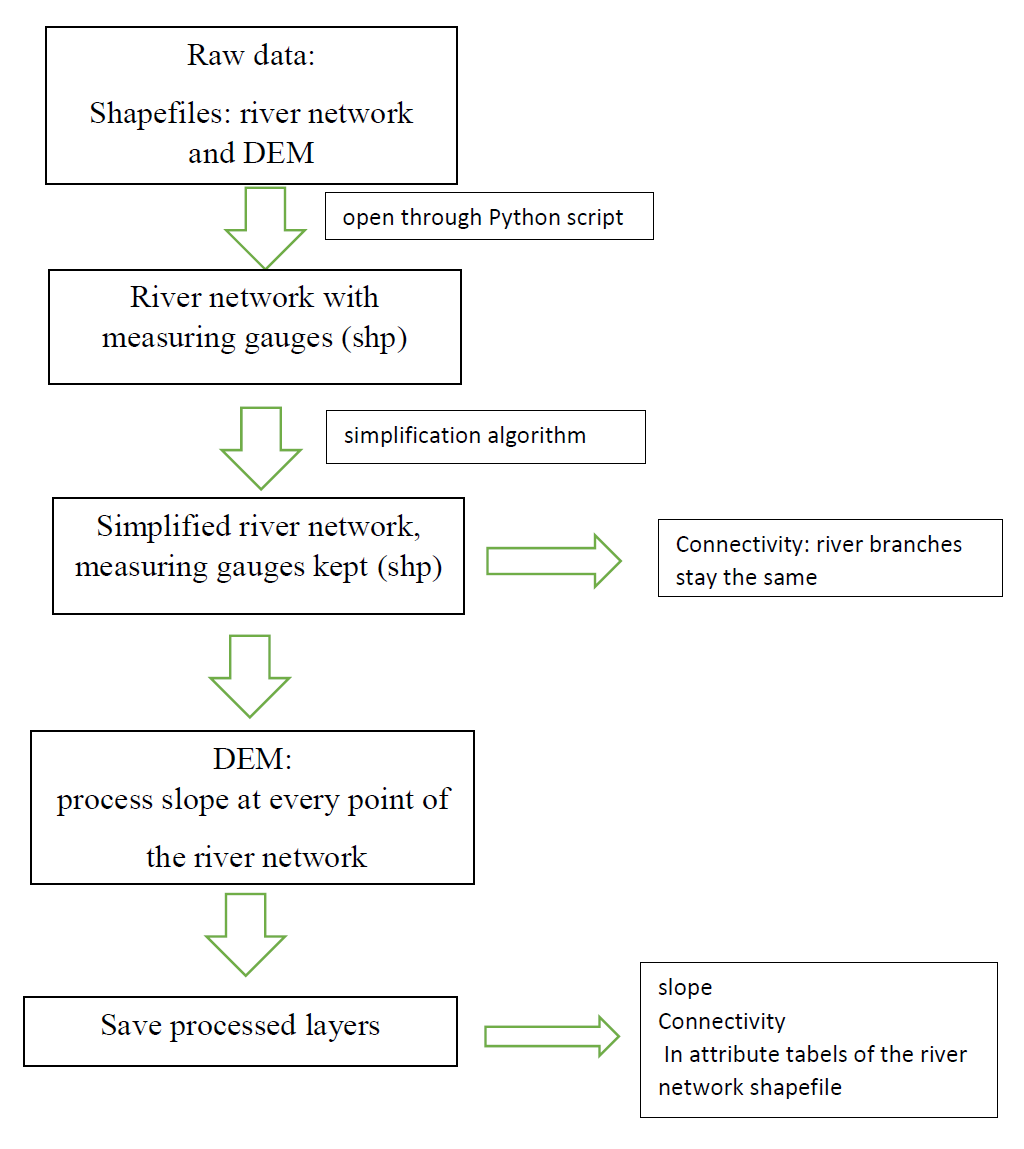 Raw data:
Shapefiles: river network
and DEM
open through Python script
River network with
measuring gauges (shp)
simplification algorithm
Simplified river network,
measuring gauges kept (shp)
Connectivity: river branches
stay the same
DEM:
process slope at every point of
the river network
Save processed layers
slope
Connectivity
In attribute tabels of the river
network shapefile